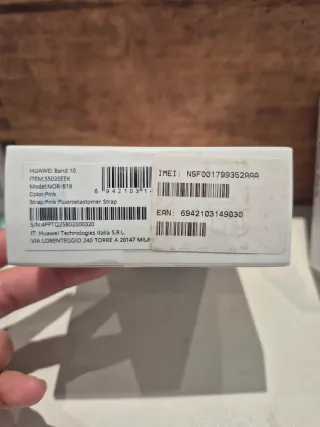 HUAWEI Band 10
ITEM:55020EEK
Model:NOR-B19
Color:Pink
Strap:Pink Fluoroelastomer Strap
6 942103 14
S/N:4PPTQ25802000320
IT: Huawei Technologies Italia S.R.L
VIA LORENTEGGIO 240 TORRE A 20147 MILA
IMEI: NSF001799352AAA
EAN: 6942103149030